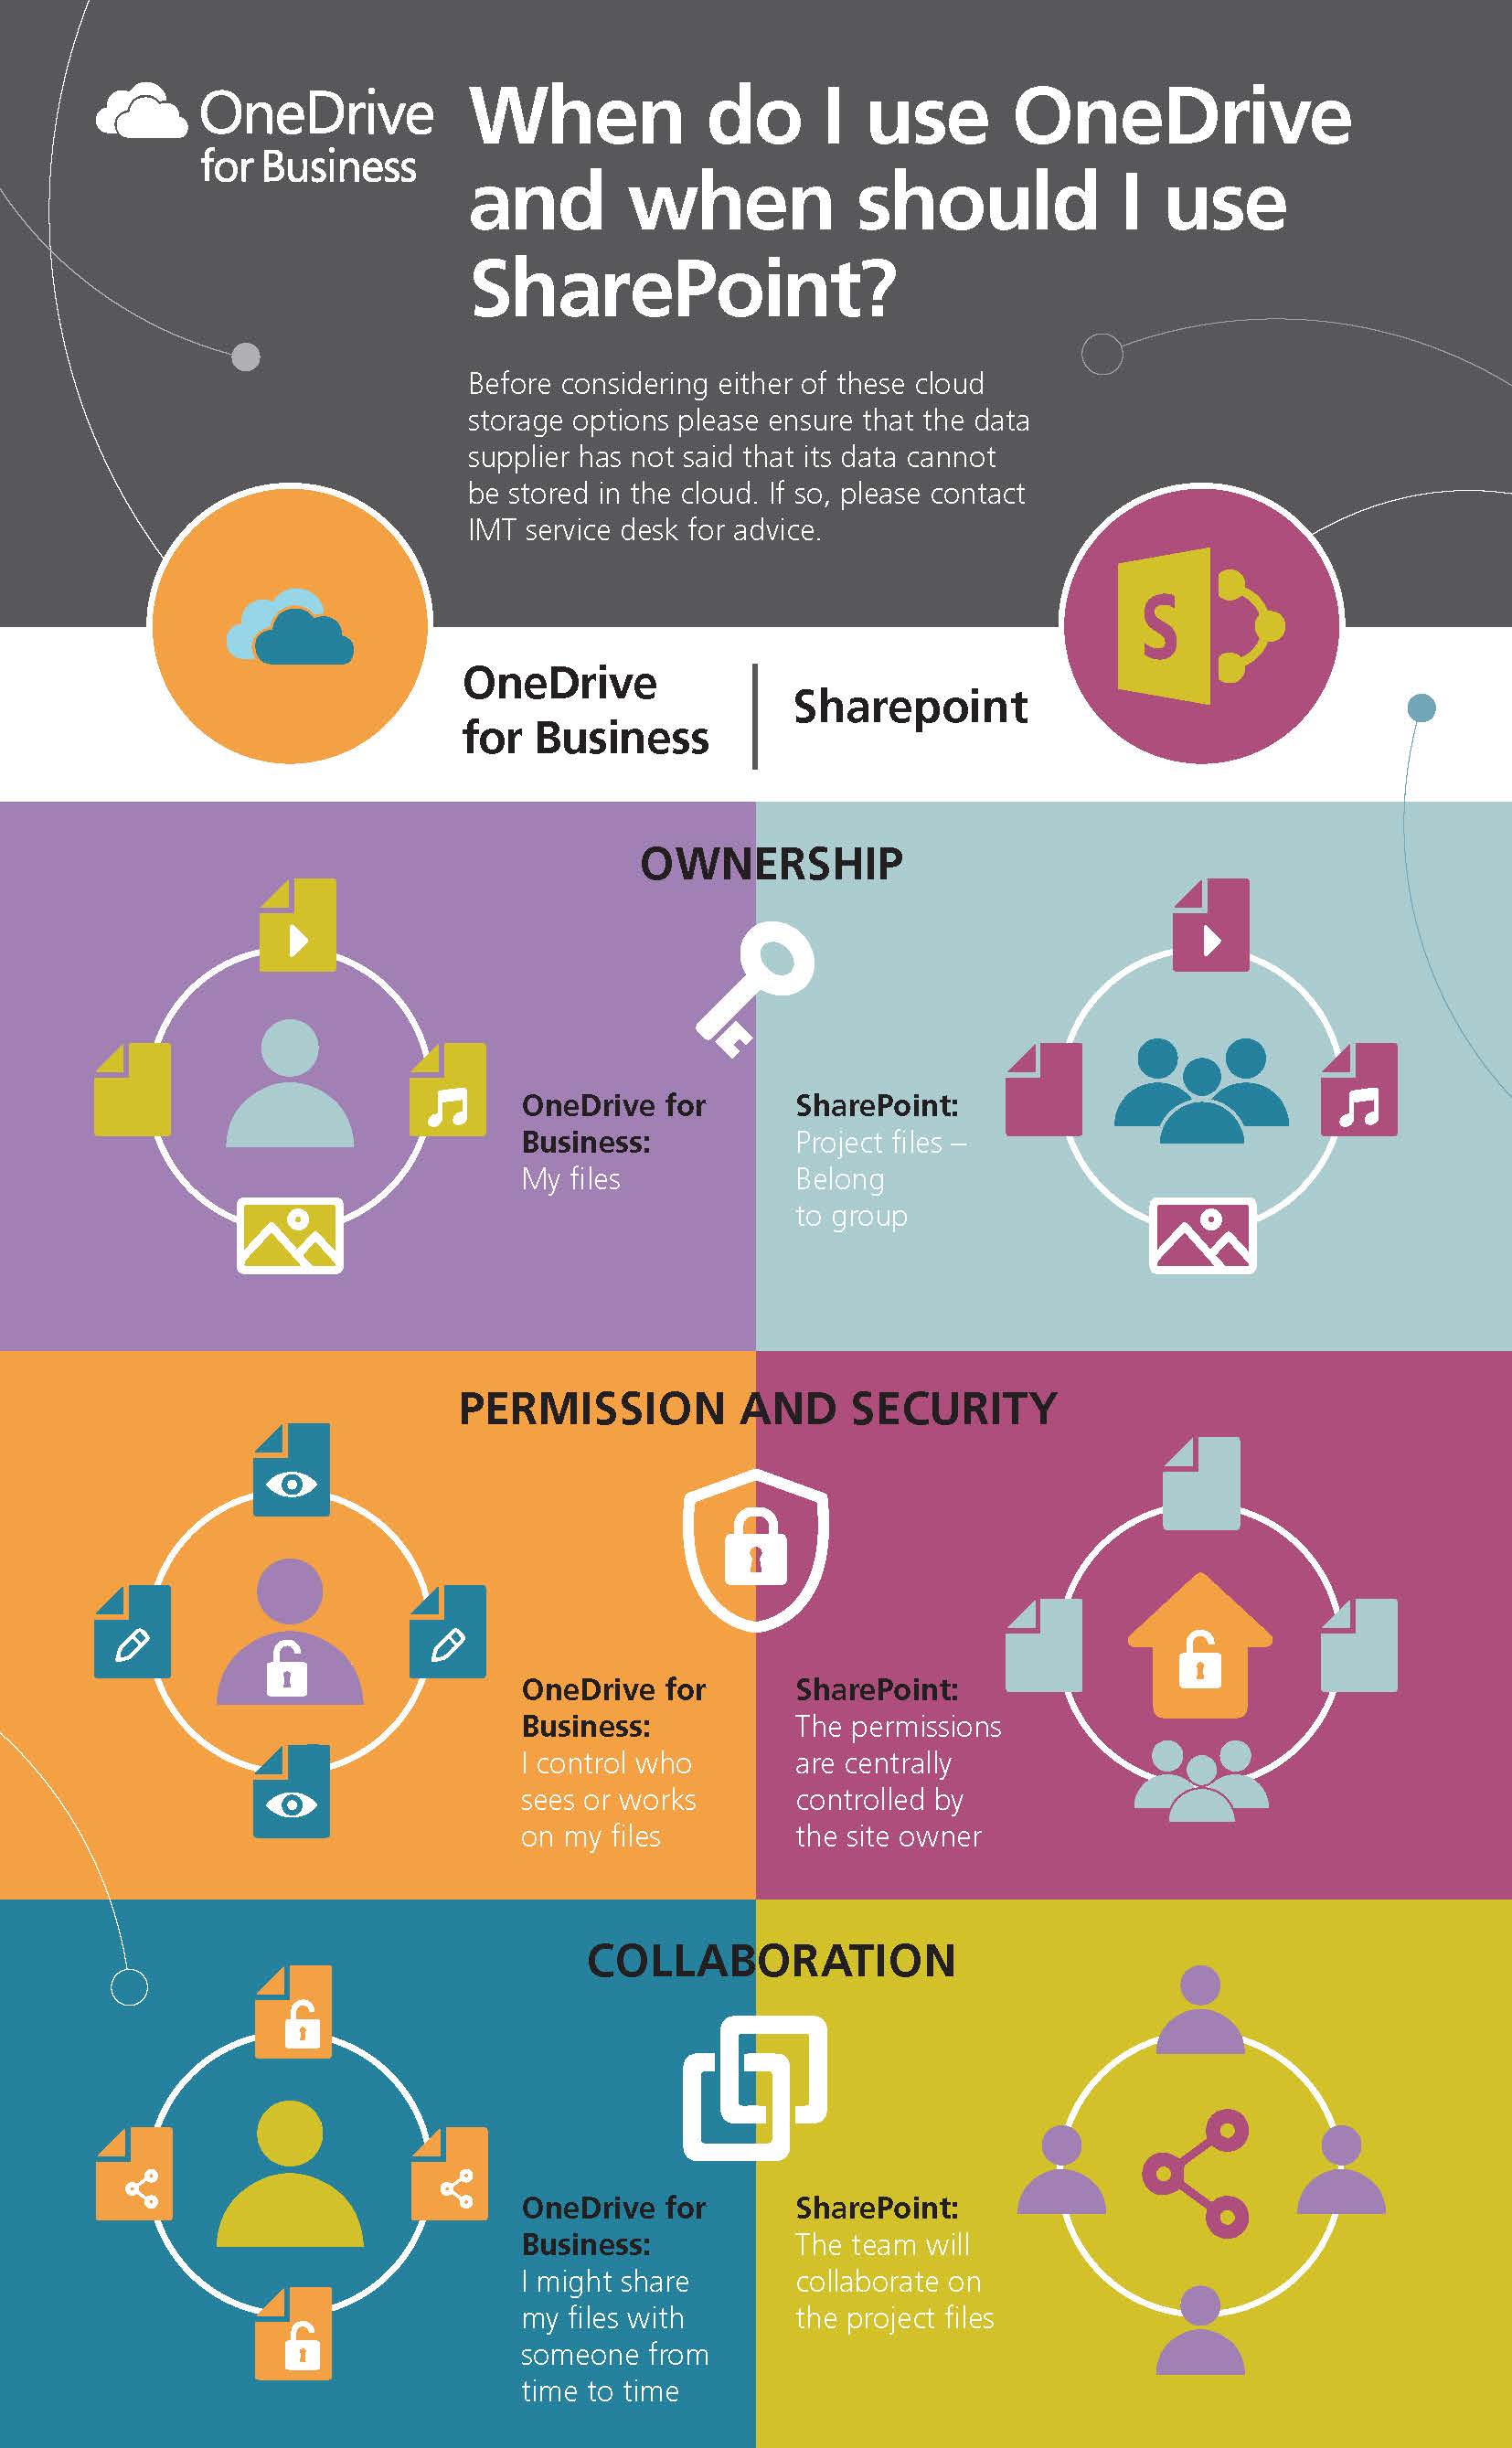 OneDrive
for Business
When do I use OneDrive
and when should I use
SharePoint?
Before considering either of these cloud
storage options please ensure that the data
supplier has not said that its data cannot
be stored in the cloud. If so, please contact
IMT service desk for advice.
S
OneDrive
for Business
Sharepoint
OWNERSHIP
OneDrive for
Business:
My files
SharePoint:
Project files –
Belong
to group
PERMISSION AND SECURITY
OneDrive for
Business:
I control who
sees or works
on my files
SharePoint:
The permissions
are centrally
controlled by
the site owner
COLLABORATION
OneDrive for
Business:
I might share
my files with
someone from
time to time
SharePoint:
The team will
collaborate on
the project files